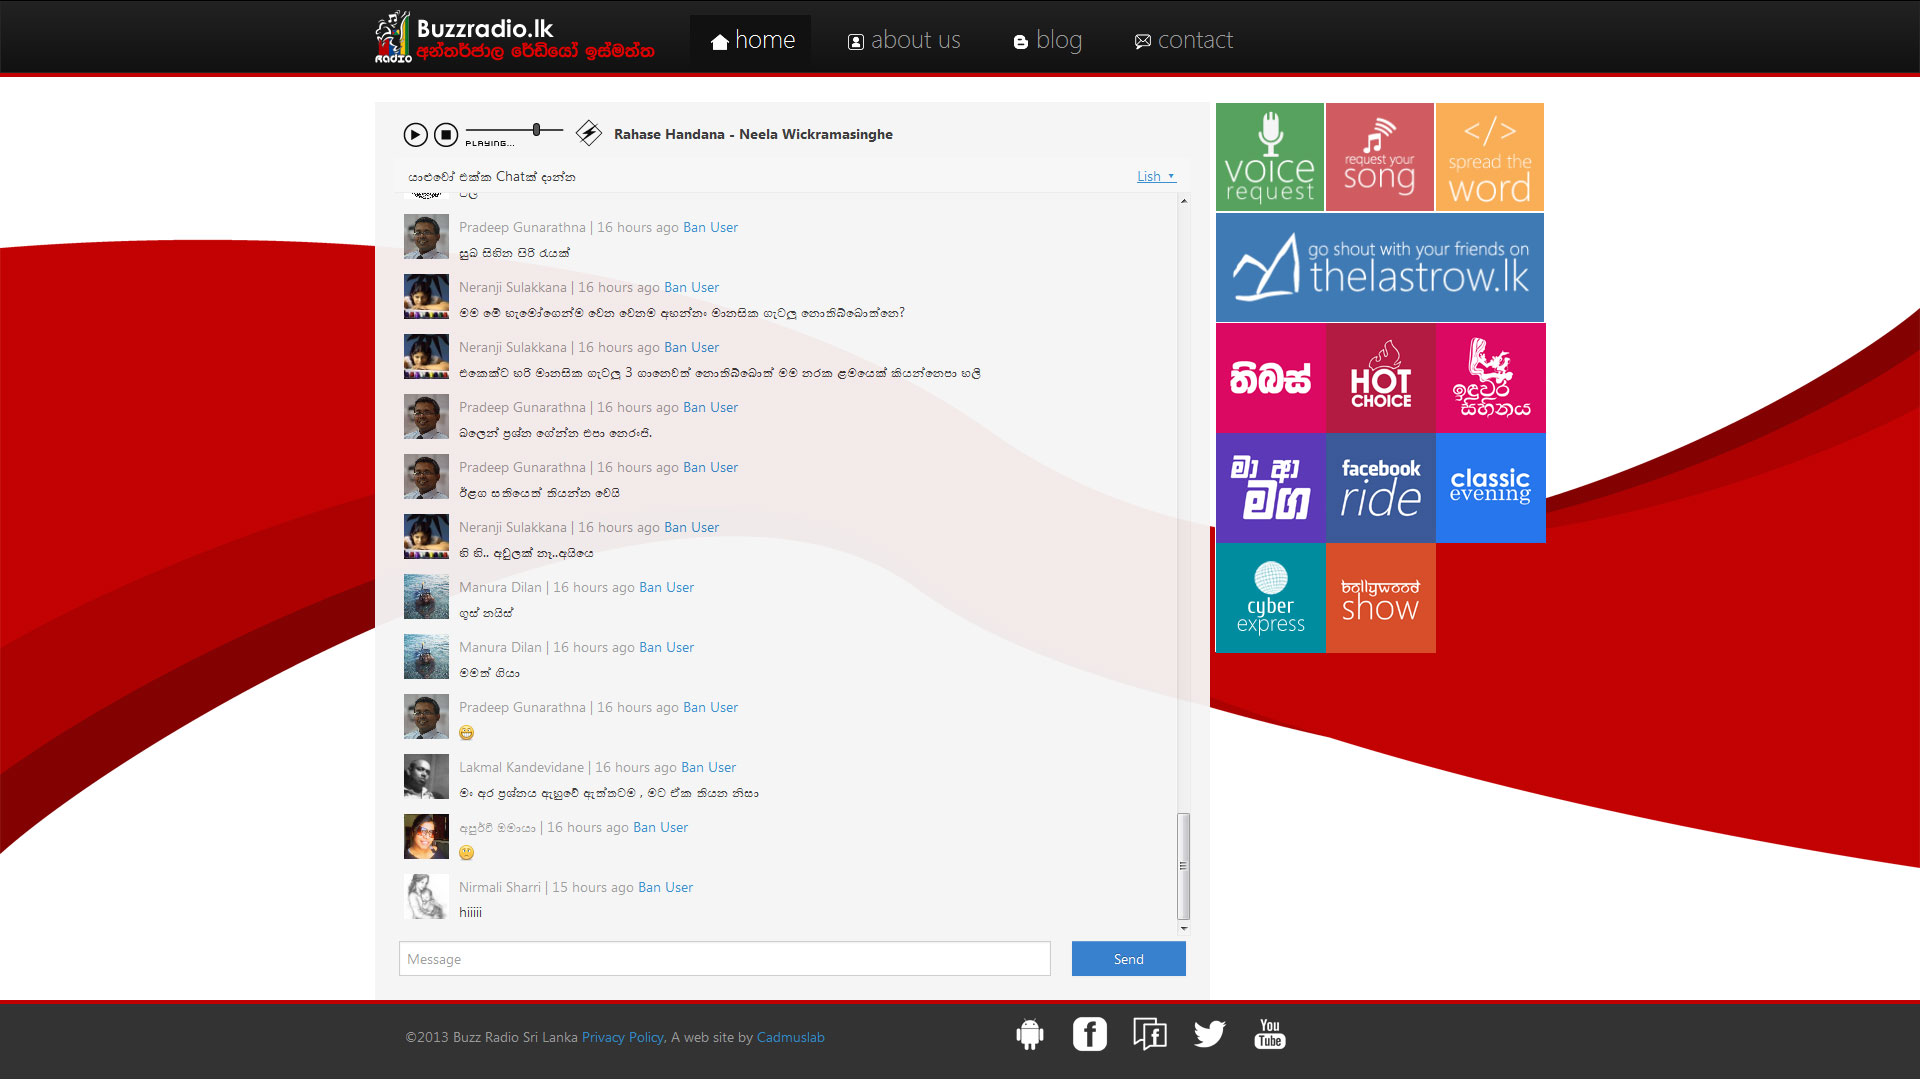 Buzzradio.lk
RADIO අන්තර්ජාල රේඩියෝ ඉස්මත්ත
home
about us
blog
contact
PLAYING...
Rahase Handana - Neela Wickramasinghe
යාළුවෝ එක්ක Chatක් දාන්න
Lish
Pradeep Gunarathna | 16 hours ago Ban User
සුබ සිහින පිරි රැයක්
Neranji Sulakkana | 16 hours ago Ban User
මම මේ හැමෝගෙන්ම වෙන වෙනම අහන්නං මානසික ගැටලු නොතිබ්බොත්නෙ?
Neranji Sulakkana | 16 hours ago Ban User
එකෙක්ට හරි මානසික ගැටලු 3 ගානෙවත් නොතිබ්බොත් මම නරක ළමයෙක් කියන්නෙපා හලි
Pradeep Gunarathna | 16 hours ago Ban User
බලෙන් ප්‍රශ්න ගේන්න එපා නෙරංජි.
Pradeep Gunarathna | 16 hours ago Ban User
ඊළග සතියෙත් කියන්න වෙයි
Neranji Sulakkana | 16 hours ago Ban User
හි හි.. අවුලක් නෑ..අයියෙ
Manura Dilan | 16 hours ago Ban User
ගුස් නයිස්
Manura Dilan | 16 hours ago Ban User
මමත් ගියා
Pradeep Gunarathna | 16 hours ago Ban User
Lakmal Kandevidane | 16 hours ago Ban User
මං අර ප්‍රශ්නය ඇහුවේ ඇත්තටම , මට ඒක කියන නිසා
අපූර්වී ඔමායා | 16 hours ago Ban User
Nirmali Sharri | 15 hours ago Ban User
hiiiii
Message
Send
voice
request
request your
song
</>
spread the
word
go shout with your friends on
thelastrow.lk
තිබස්
HOT
CHOICE
ඉඳුවර
සිහිනය
මා ආ
මග
facebook
ride
classic
evening
cyber
express
bollywood
show
©2013 Buzz Radio Sri Lanka Privacy Policy, A web site by Cadmuslab
You
Tube